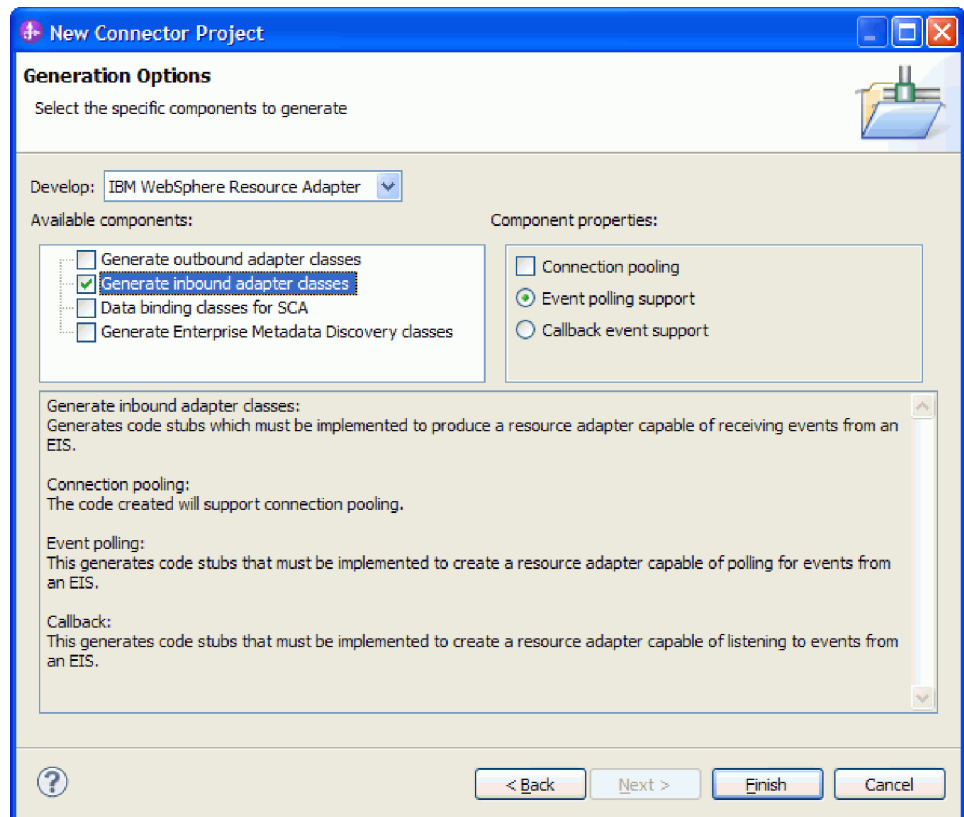 New Connector Project
Generation Options
Select the specific components to generate
Develop: IBM WebSphere Resource Adapter
Available components:
Component properties:
Generate outbound adapter classes
Generate inbound adapter classes
Data binding classes for SCA
Generate Enterprise Metadata Discovery classes
Connection pooling
Event polling support
Callback event support
Generate inbound adapter classes:
Generates code stubs which must be implemented to produce a resource adapter capable of receiving events from an
EIS.
Connection pooling:
The code created will support connection pooling.
Event polling:
This generates code stubs that must be implemented to create a resource adapter capable of polling for events from
an EIS.
Callback:
This generates code stubs that must be implemented to create a resource adapter capable of listening to events from
an EIS.
?
< Back
Next >
Finish
Cancel